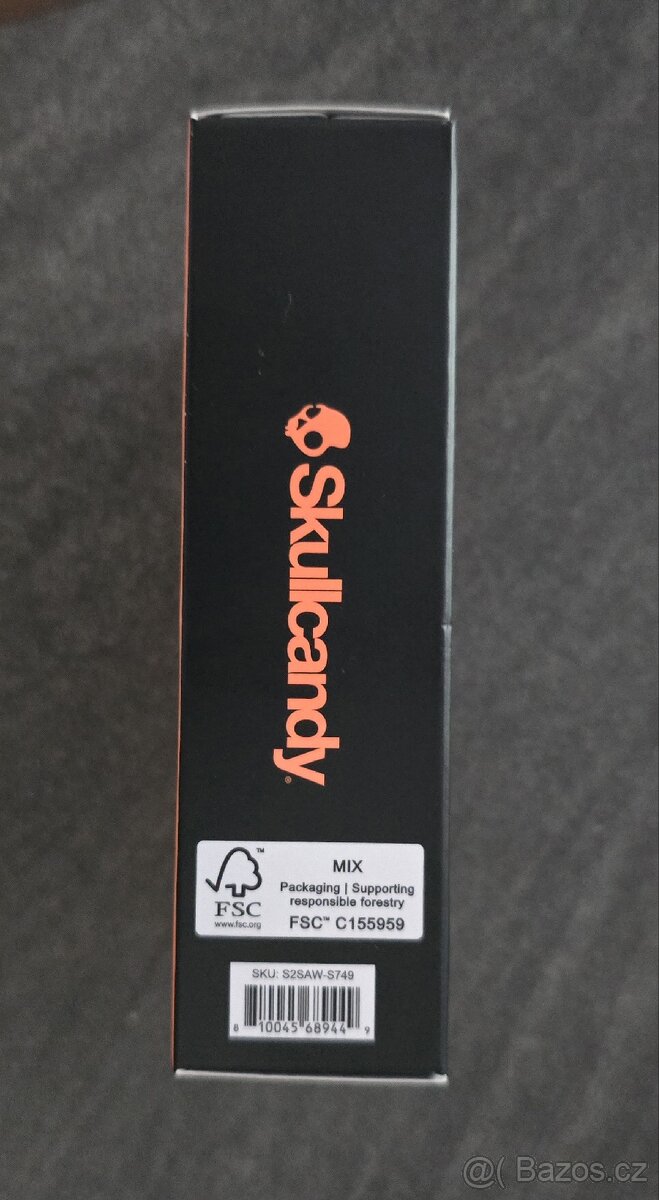 Skullcandy®
MIX
Packaging | Supporting
responsible forestry
FSC™ C155959
™
FSC
www.fsc.org
SKU: S2SAW-S749
8 10045 68944 9
@( Bazos.cz